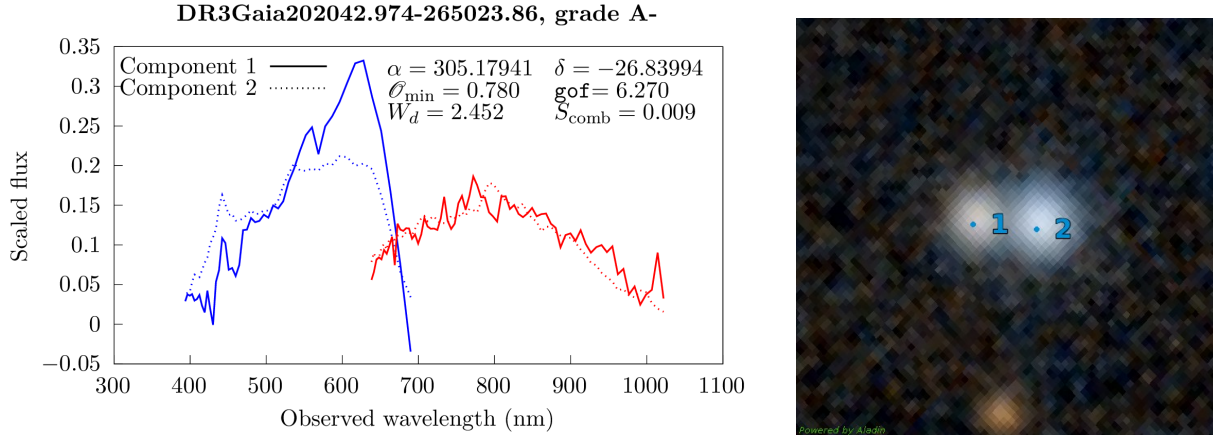 DR3Gaia202042.974-265023.86, grade A-
Component 1
Component 2
α = 305.17941 δ = −26.83994
𝒪min = 0.780 gof= 6.270
Wd = 2.452 Scomb = 0.009
0.35
0.3
0.25
0.2
0.15
0.1
0.05
0
−0.05
300 400 500 600 700 800 900 1000 1100
Scaled flux
Observed wavelength (nm)
1
2
Powered by Aladin